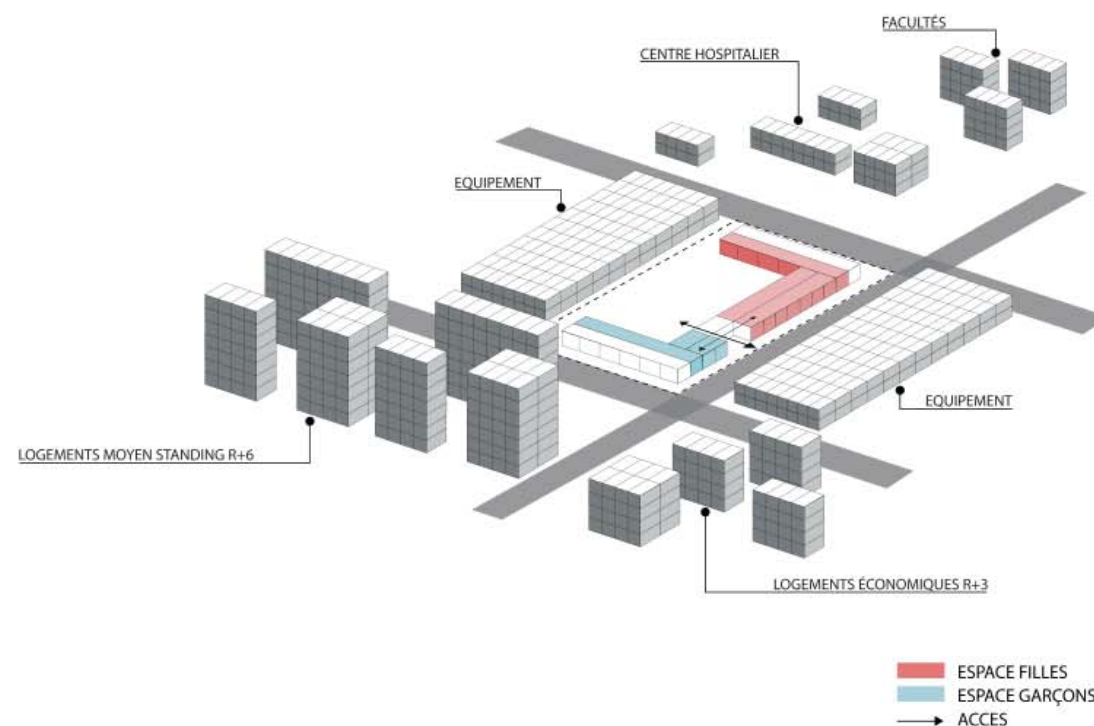 FACULTÉS
CENTRE HOSPITALIER
EQUIPEMENT
EQUIPEMENT
LOGEMENTS MOYEN STANDING R+6
LOGEMENTS ÉCONOMIQUES R+3
ESPACE FILLES
ESPACE GARÇONS
ACCES